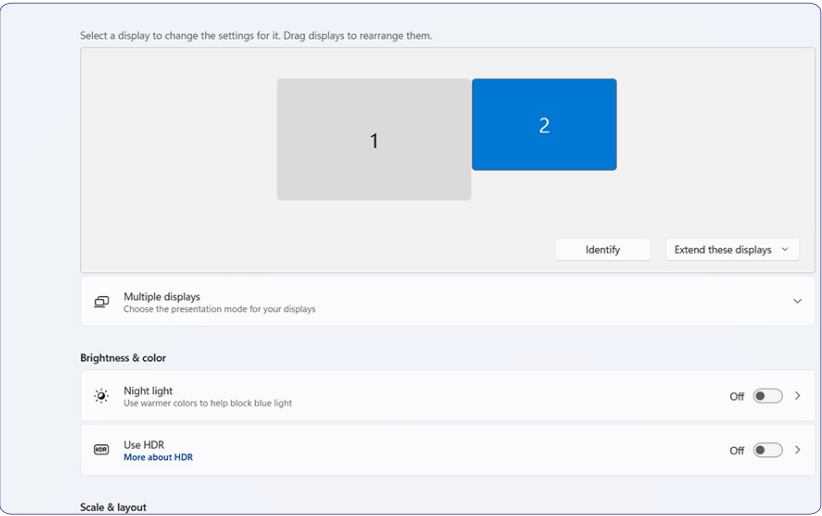 Select a display to change the settings for it. Drag displays to rearrange them.
1
2
Identify
Extend these displays
Multiple displays
Choose the presentation mode for your displays
Brightness & color
Night light
Use warmer colors to help block blue light
Off
HDR
Use HDR
More about HDR
Off
Scale & layout